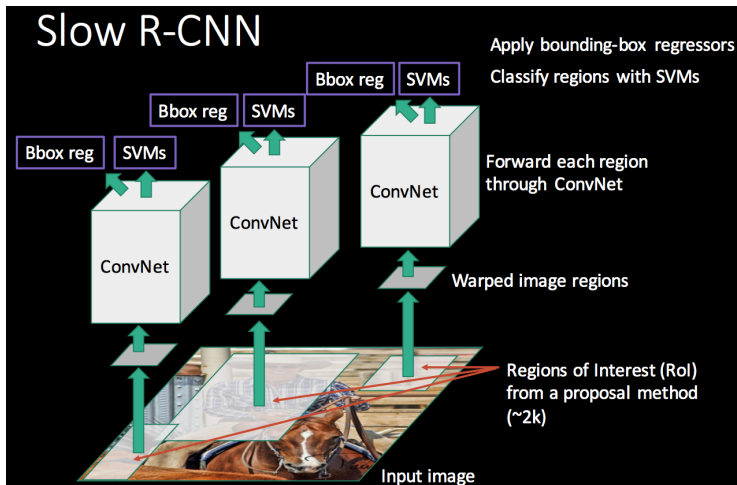 Slow R-CNN
Apply bounding-box regressors
Bbox reg
SVMs
Classify regions with SVMs
Bbox reg
SVMs
Bbox reg
SVMs
Forward each region
through ConvNet
ConvNet
ConvNet
ConvNet
Warped image regions
Regions of Interest (RoI)
from a proposal method
(~2k)
Input image